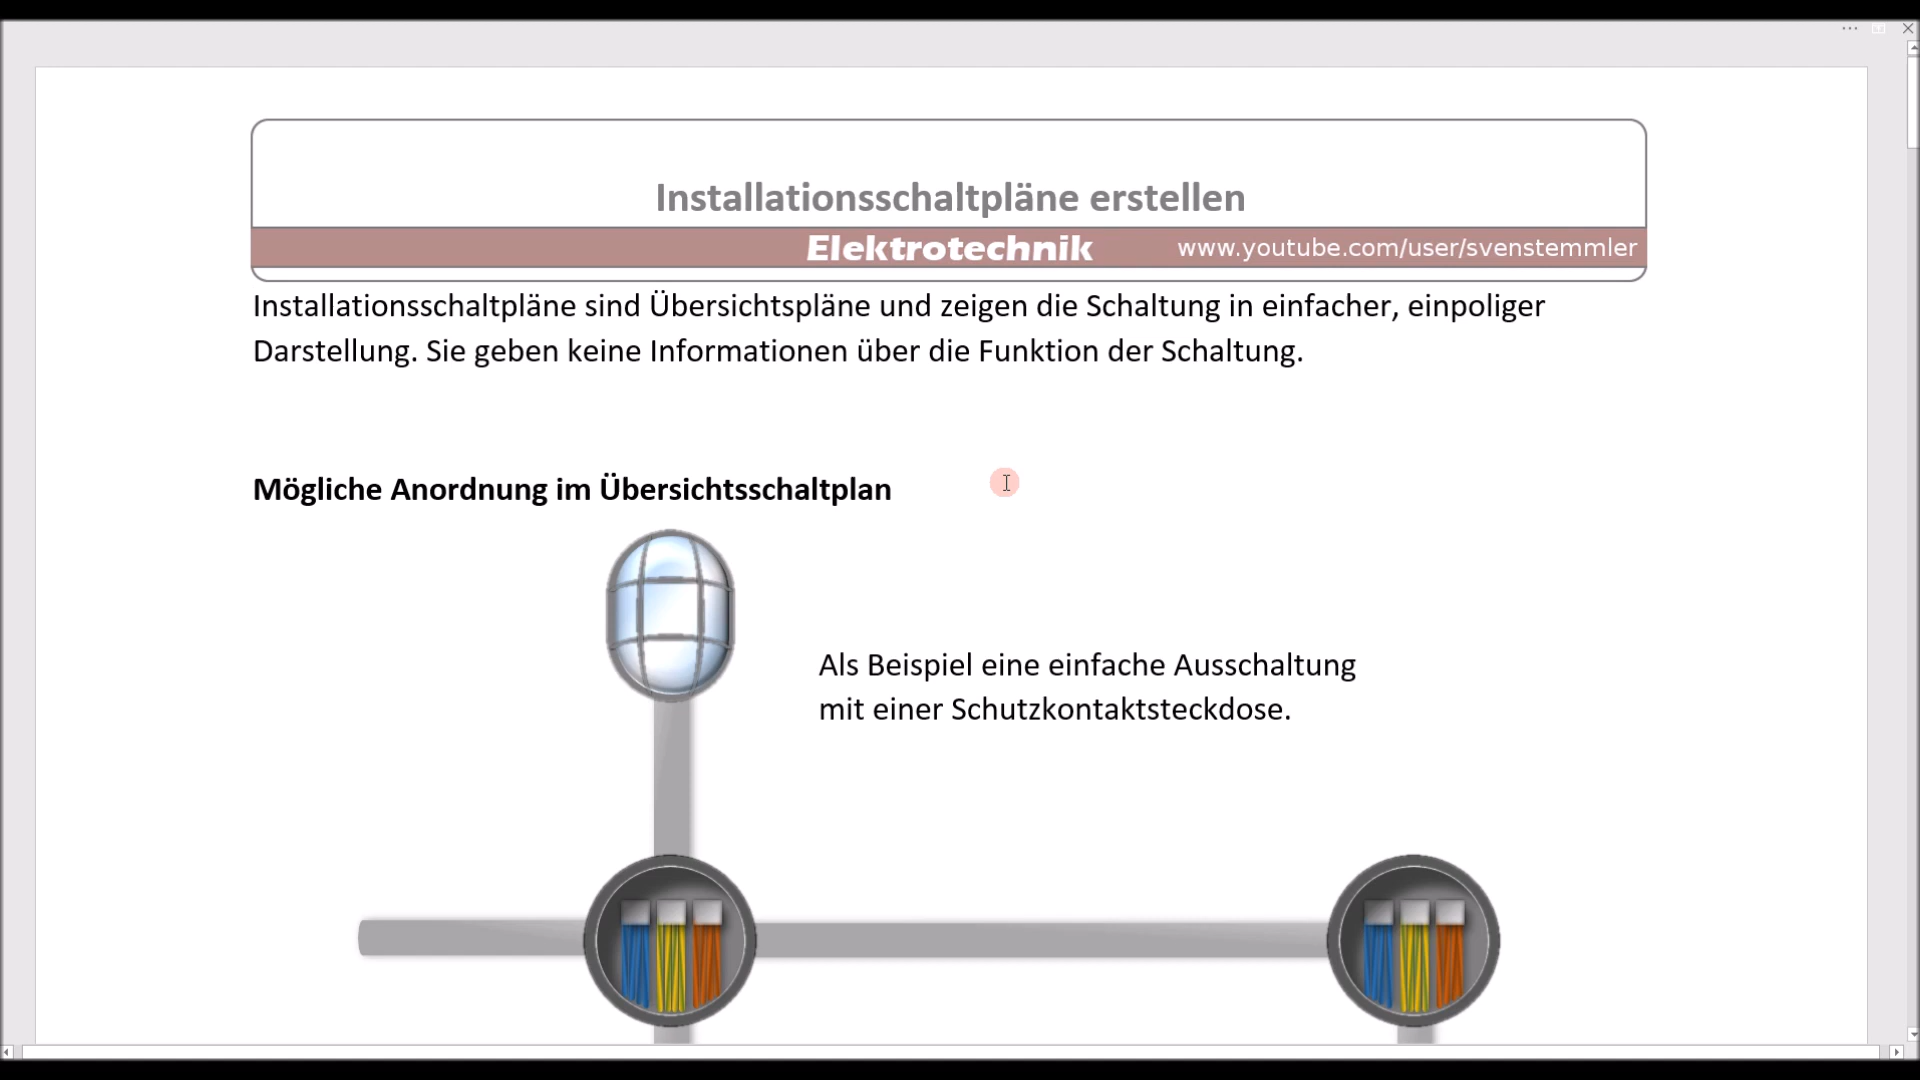 Installationsschaltpläne erstellen
Elektrotechnik www.youtube.com/user/svenstemmler
Installationsschaltpläne sind Übersichtspläne und zeigen die Schaltung in einfacher, einpoliger
Darstellung. Sie geben keine Informationen über die Funktion der Schaltung.
Mögliche Anordnung im Übersichtsschaltplan
Als Beispiel eine einfache Ausschaltung
mit einer Schutzkontaktsteckdose.